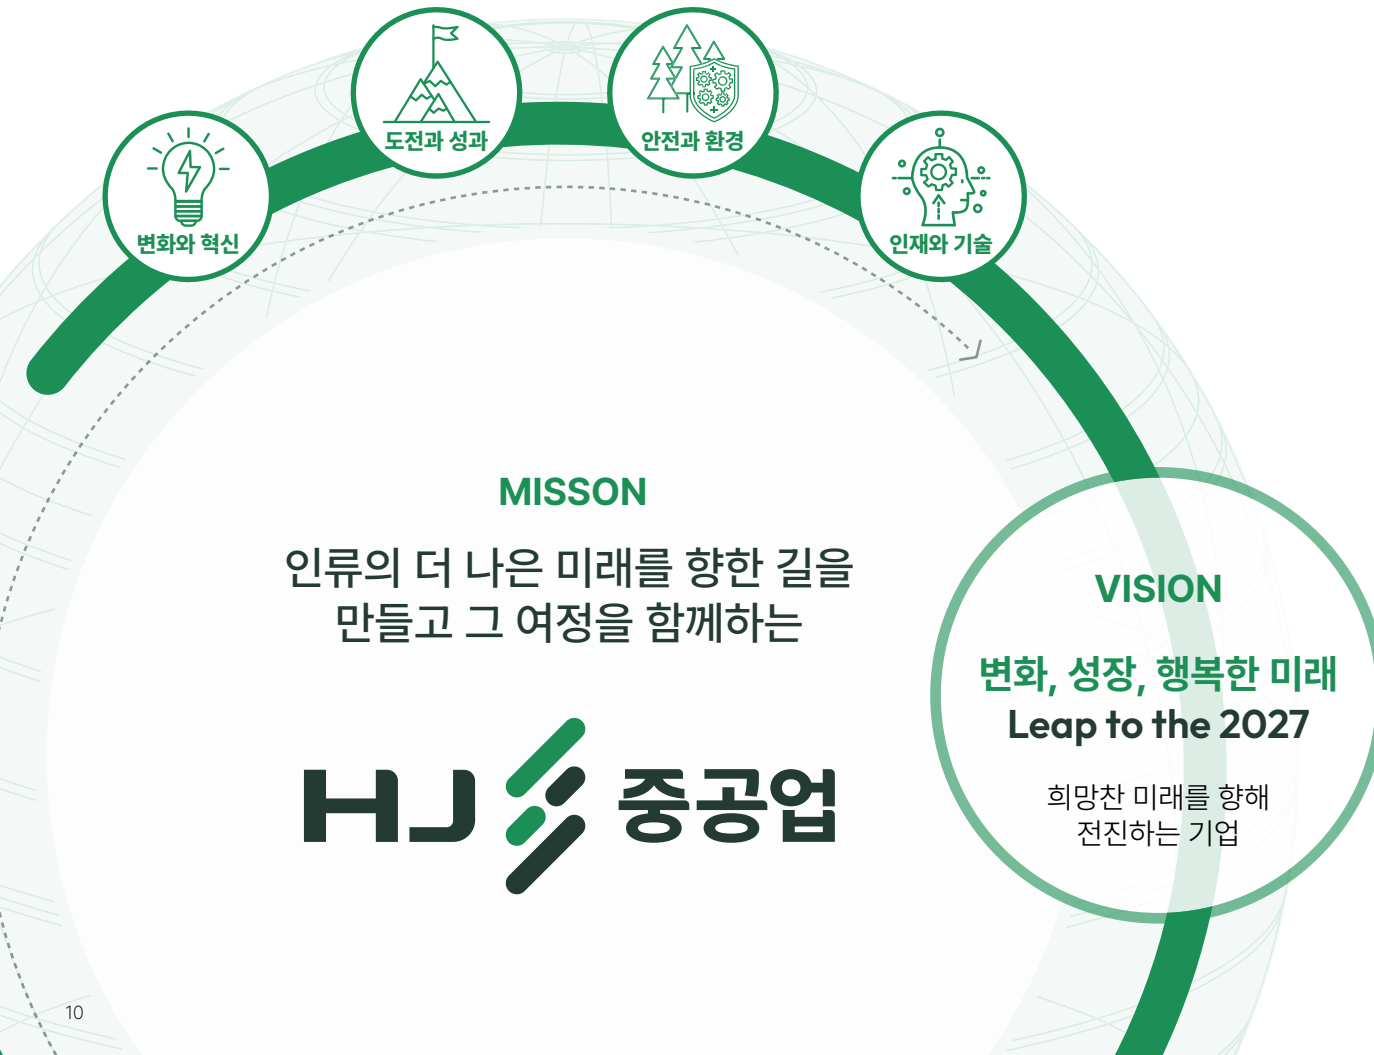 도전과 성과
안전과 환경
변화와 혁신
인재와 기술
MISSON
인류의 더 나은 미래를 향한 길을
만들고 그 여정을 함께하는
HJ 중공업
VISION
변화, 성장, 행복한 미래
Leap to the 2027
희망찬 미래를 향해
전진하는 기업
10